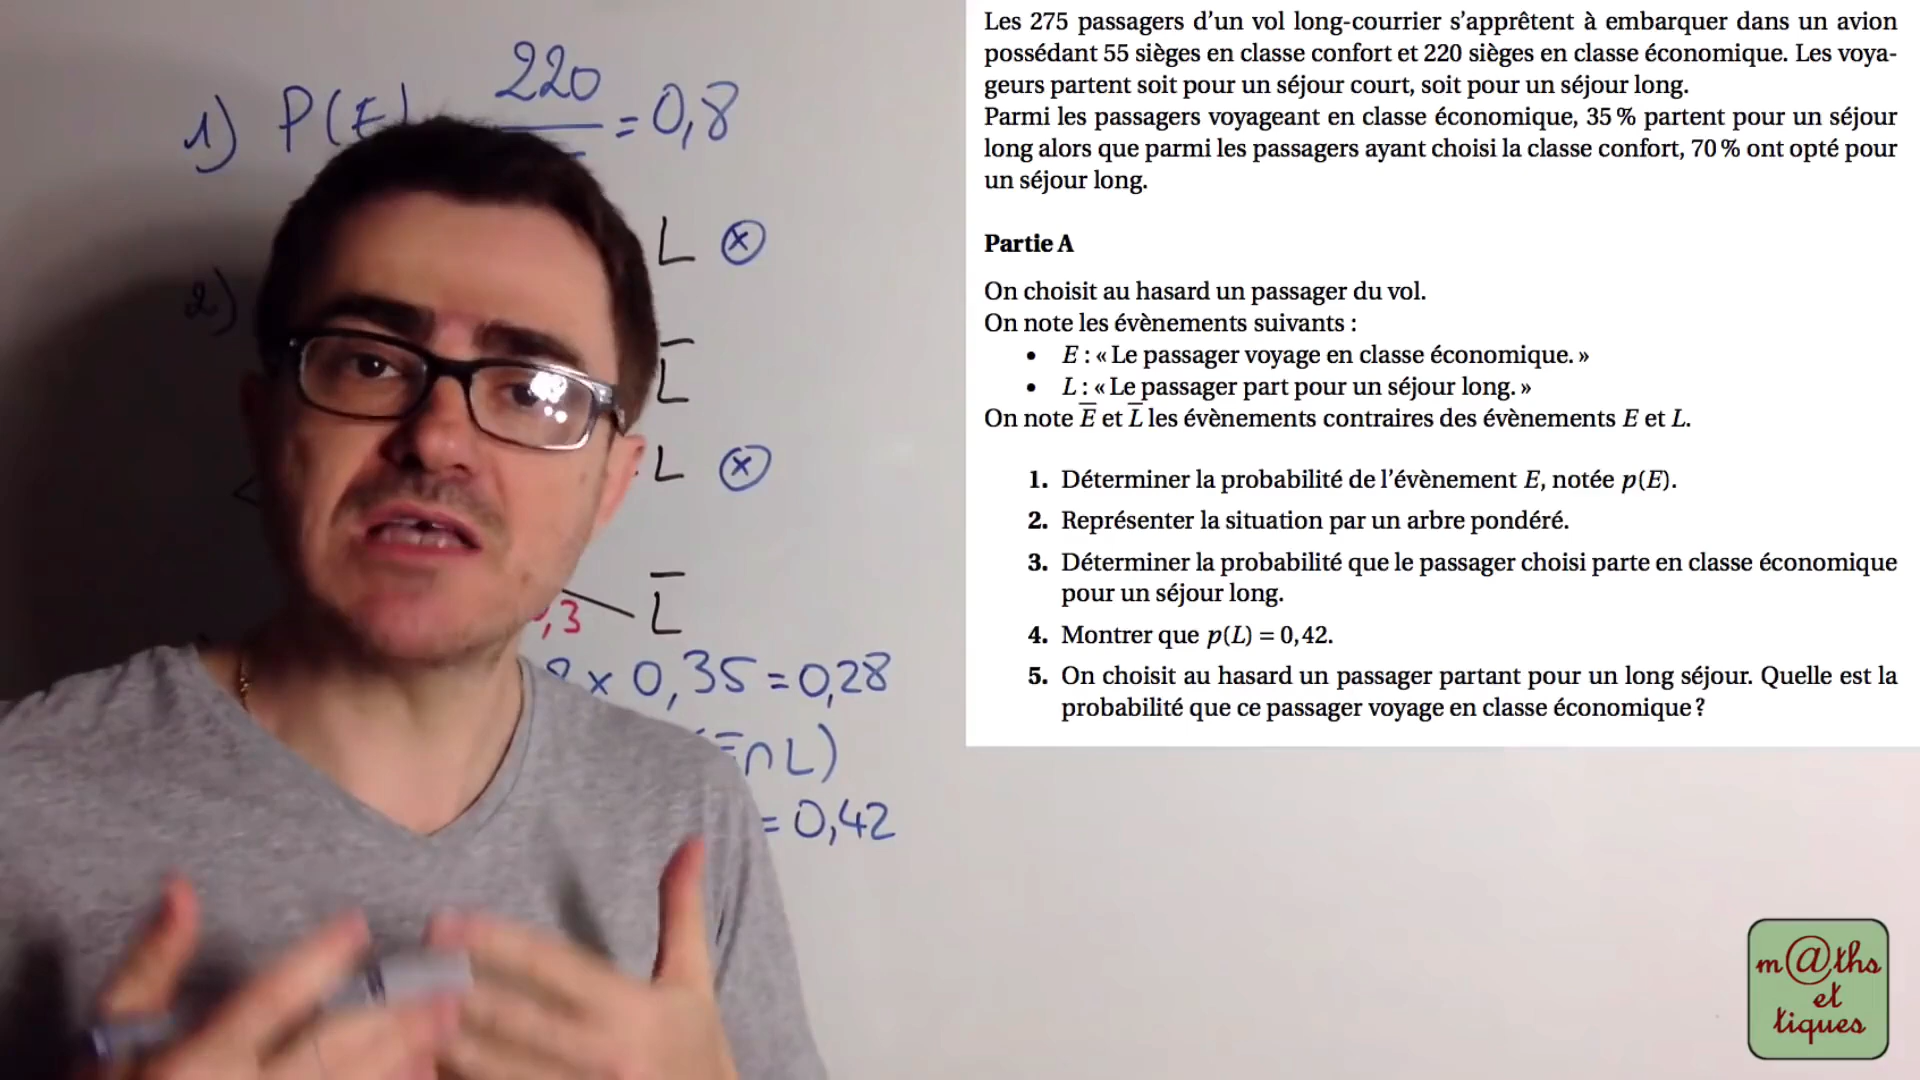 1) P(E) 220 = 0,8
2)
L ⊗
L̅
L ⊗
,3 L̅
x 0,35 = 0,28
∩ L)
= 0,42
Les 275 passagers d’un vol long-courrier s’apprêtent à embarquer dans un avion
possédant 55 sièges en classe confort et 220 sièges en classe économique. Les voya-
geurs partent soit pour un séjour court, soit pour un séjour long.
Parmi les passagers voyageant en classe économique, 35 % partent pour un séjour
long alors que parmi les passagers ayant choisi la classe confort, 70 % ont opté pour
un séjour long.
Partie A
On choisit au hasard un passager du vol.
On note les évènements suivants :
• E : « Le passager voyage en classe économique. »
• L : « Le passager part pour un séjour long. »
On note E̅ et L̅ les évènements contraires des évènements E et L.
1. Déterminer la probabilité de l’évènement E, notée p(E).
2. Représenter la situation par un arbre pondéré.
3. Déterminer la probabilité que le passager choisi parte en classe économique
pour un séjour long.
4. Montrer que p(L) = 0,42.
5. On choisit au hasard un passager partant pour un long séjour. Quelle est la
probabilité que ce passager voyage en classe économique ?
m@ths
et
tiques